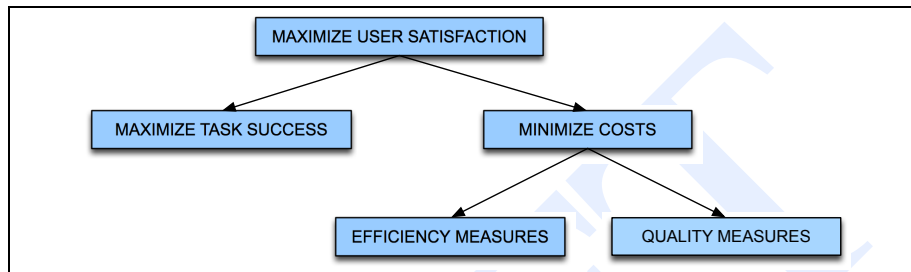 MAXIMIZE USER SATISFACTION
MAXIMIZE TASK SUCCESS
MINIMIZE COSTS
EFFICIENCY MEASURES
QUALITY MEASURES